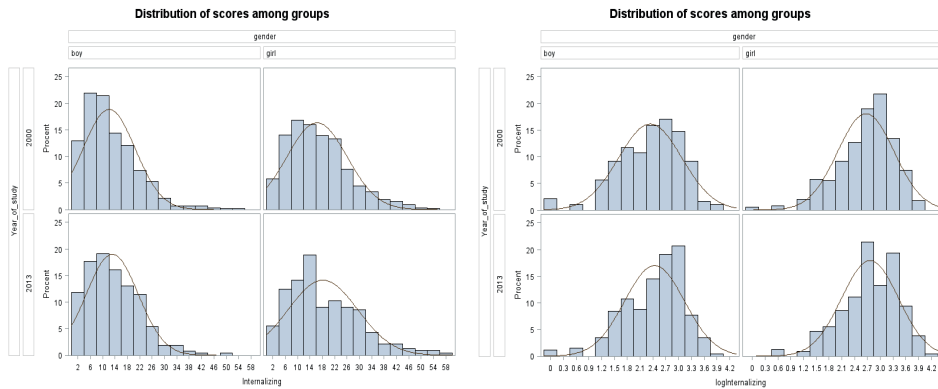 Distribution of scores among groups
gender
boy
girl
Year_of_study
2000
Procent
25
20
15
10
5
0
2013
Procent
25
20
15
10
5
0
2 6 10 14 18 22 26 30 34 38 42 46 50 54 58
2 6 10 14 18 22 26 30 34 38 42 46 50 54 58
Internalizing
Distribution of scores among groups
gender
boy
girl
Year_of_study
2000
Procent
25
20
15
10
5
0
2013
Procent
25
20
15
10
5
0
0 0.3 0.6 0.9 1.2 1.5 1.8 2.1 2.4 2.7 3.0 3.3 3.6 3.9 4.2
0 0.3 0.6 0.9 1.2 1.5 1.8 2.1 2.4 2.7 3.0 3.3 3.6 3.9 4.2
logInternalizing